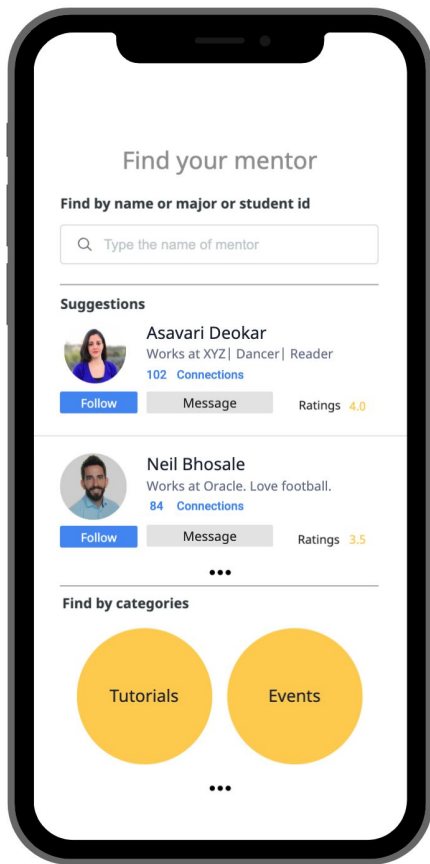 Find your mentor
Find by name or major or student id
Type the name of mentor
Suggestions
Asavari Deokar
Works at XYZ| Dancer| Reader
102 Connections
Follow Message Ratings 4.0
Neil Bhosale
Works at Oracle. Love football.
84 Connections
Follow Message Ratings 3.5
•••
Find by categories
Tutorials Events
•••